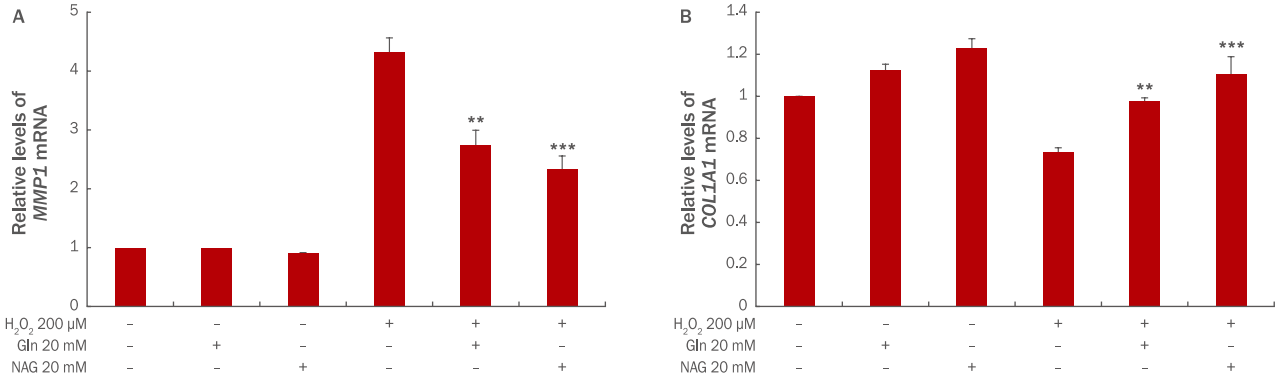 A
Relative levels of
MMP1 mRNA
5
4
3
2
1
0
**
***
H₂O₂ 200 µM – – – + + +
Gln 20 mM – + – – + –
NAG 20 mM – – + – – +
B
Relative levels of
COL1A1 mRNA
1.4
1.2
1
0.8
0.6
0.4
0.2
0
**
***
H₂O₂ 200 µM – – – + + +
Gln 20 mM – + – – + –
NAG 20 mM – – + – – +